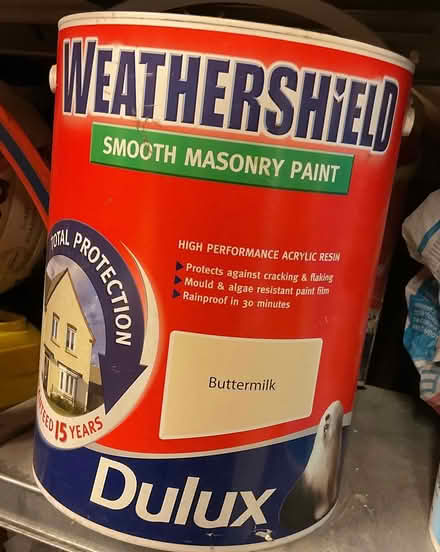 WEATHERSHiELD
SMOOTH MASONRY PAINT
HIGH PERFORMANCE ACRYLIC RESIN
Protects against cracking & flaking
Mould & algae resistant paint film
Rainproof in 30 minutes
TOTAL PROTECTION
15 YEARS
Buttermilk
Dulux